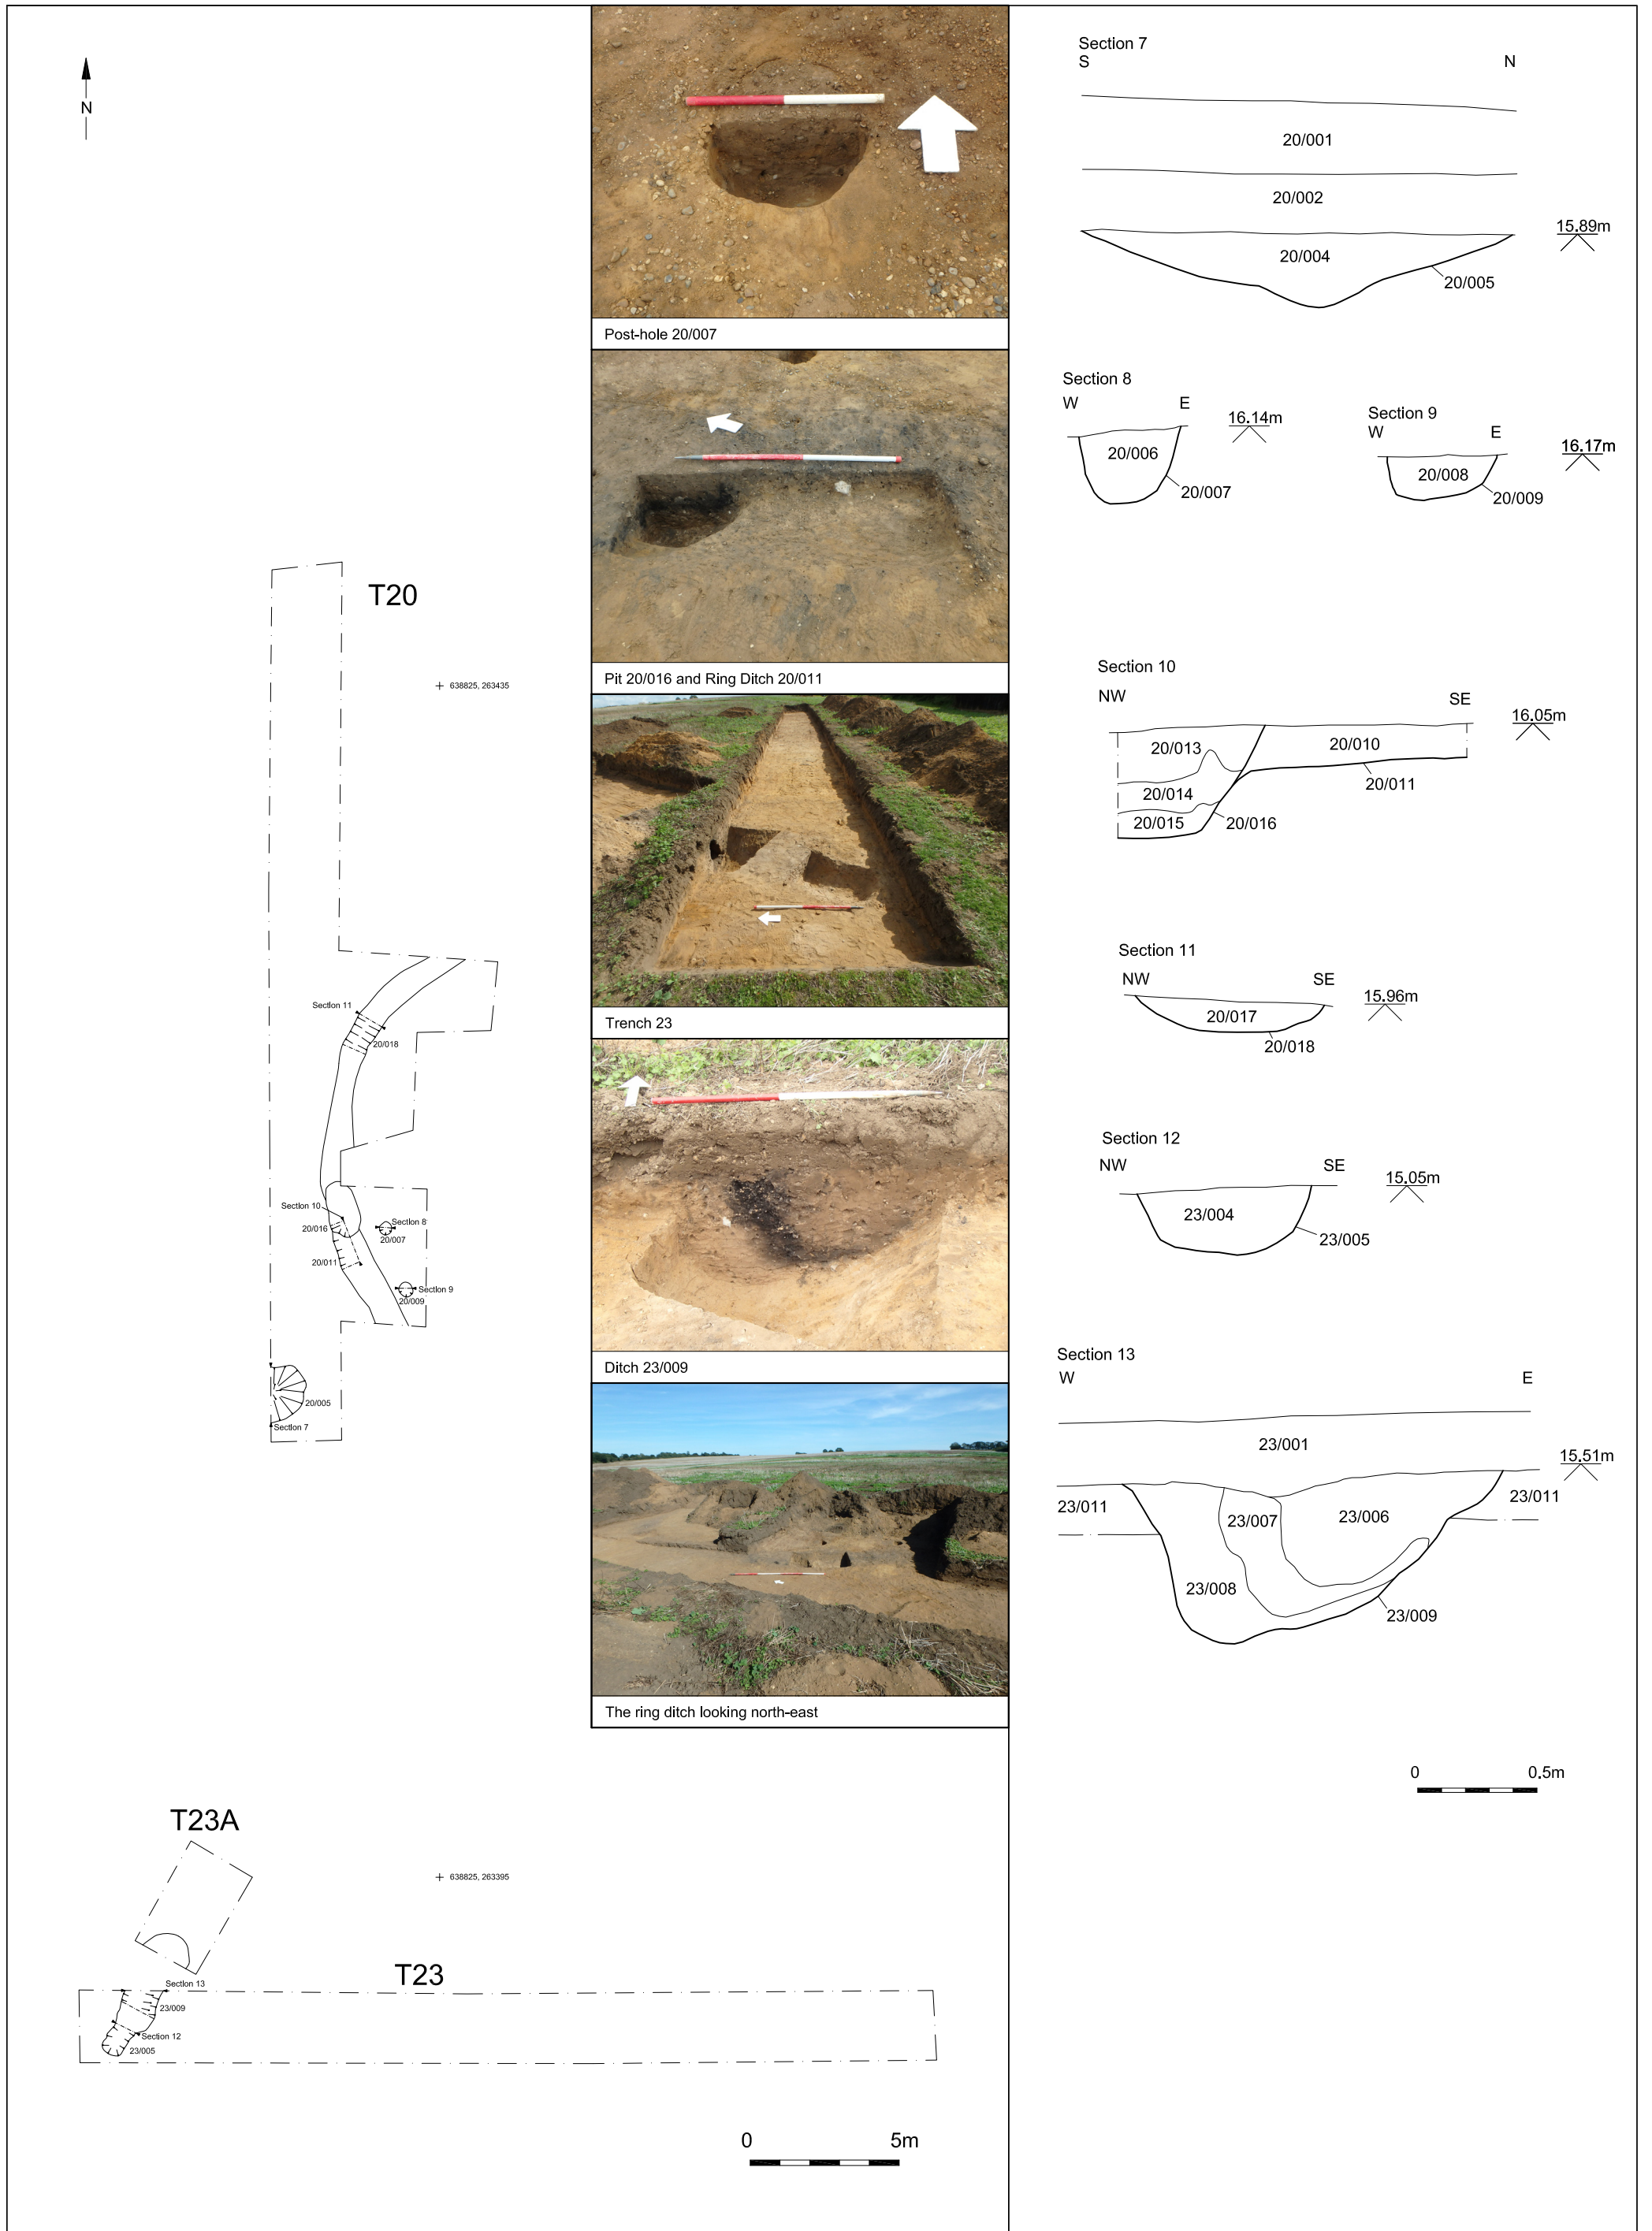 N
T20
638825, 263435
Section 11
20/018
Section 10
20/016
Section 8
20/007
20/011
Section 9
20/009
20/005
Section 7
T23A
638825, 263395
T23
Section 13
23/009
Section 12
23/005
0 5m
Post-hole 20/007
Pit 20/016 and Ring Ditch 20/011
Trench 23
Ditch 23/009
The ring ditch looking north-east
Section 7
S N
20/001
20/002
15.89m
20/004
20/005
Section 8
W E
16.14m
20/006
20/007
Section 9
W E
16.17m
20/008
20/009
Section 10
NW SE
16.05m
20/013
20/010
20/011
20/014
20/015
20/016
Section 11
NW SE
15.96m
20/017
20/018
Section 12
NW SE
15.05m
23/004
23/005
Section 13
W E
23/001
15.51m
23/011
23/011
23/007
23/006
23/008
23/009
0 0.5m